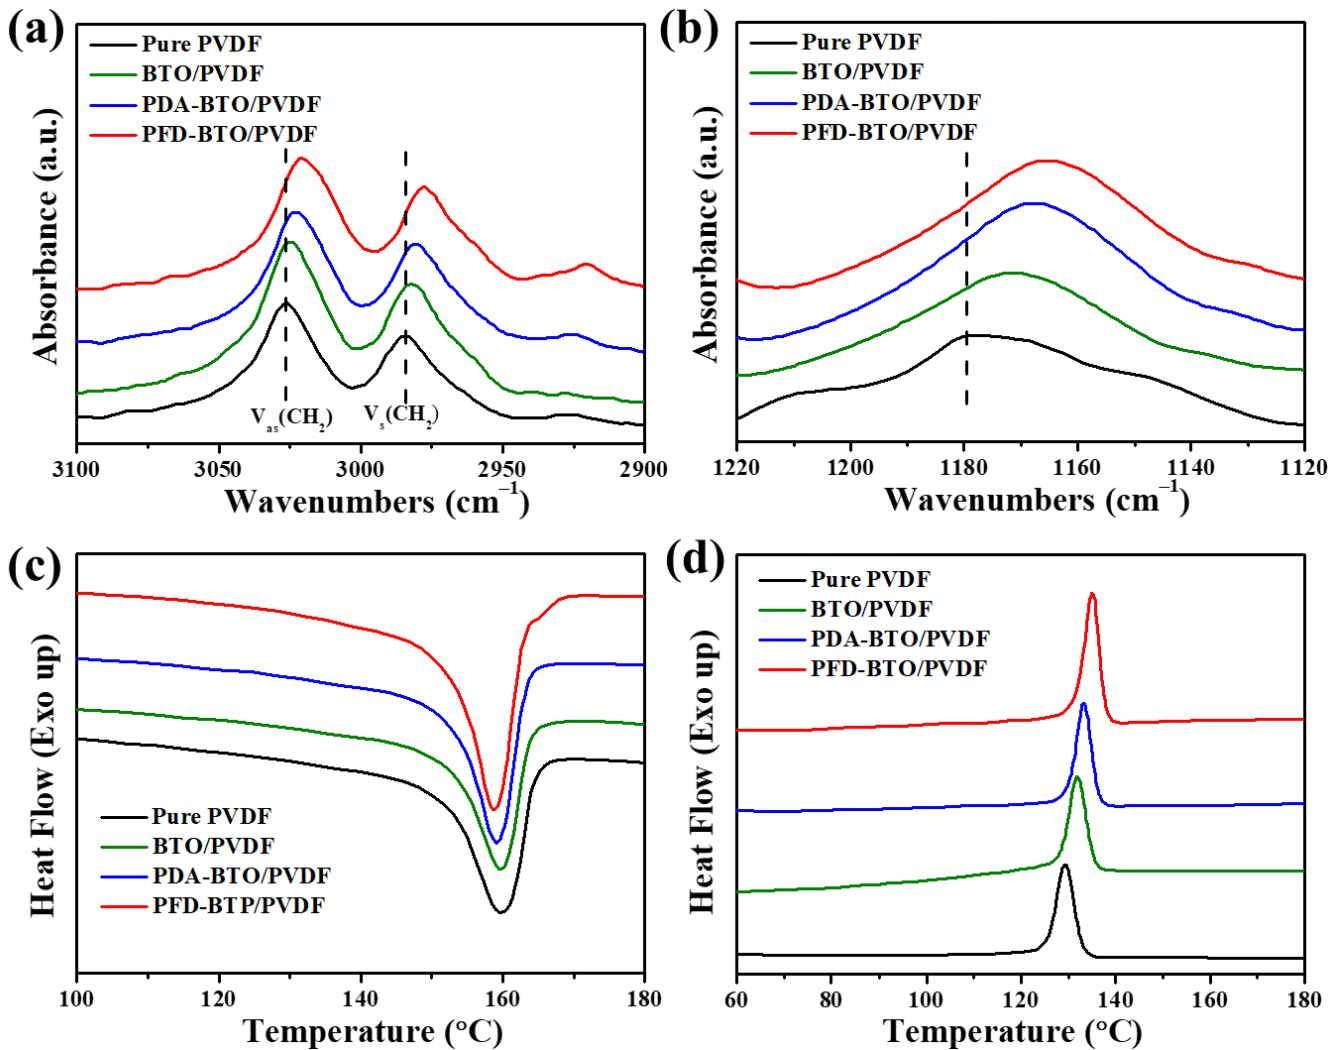 (a)
Pure PVDF
BTO/PVDF
PDA-BTO/PVDF
PFD-BTO/PVDF
Absorbance (a.u.)
V_as(CH_2)
V_s(CH_2)
3100 3050 3000 2950 2900
Wavenumbers (cm⁻¹)
(b)
Pure PVDF
BTO/PVDF
PDA-BTO/PVDF
PFD-BTO/PVDF
Absorbance (a.u.)
1220 1200 1180 1160 1140 1120
Wavenumbers (cm⁻¹)
(c)
Heat Flow (Exo up)
Pure PVDF
BTO/PVDF
PDA-BTO/PVDF
PFD-BTP/PVDF
100 120 140 160 180
Temperature (°C)
(d)
Pure PVDF
BTO/PVDF
PDA-BTO/PVDF
PFD-BTO/PVDF
Heat Flow (Exo up)
60 80 100 120 140 160 180
Temperature (°C)